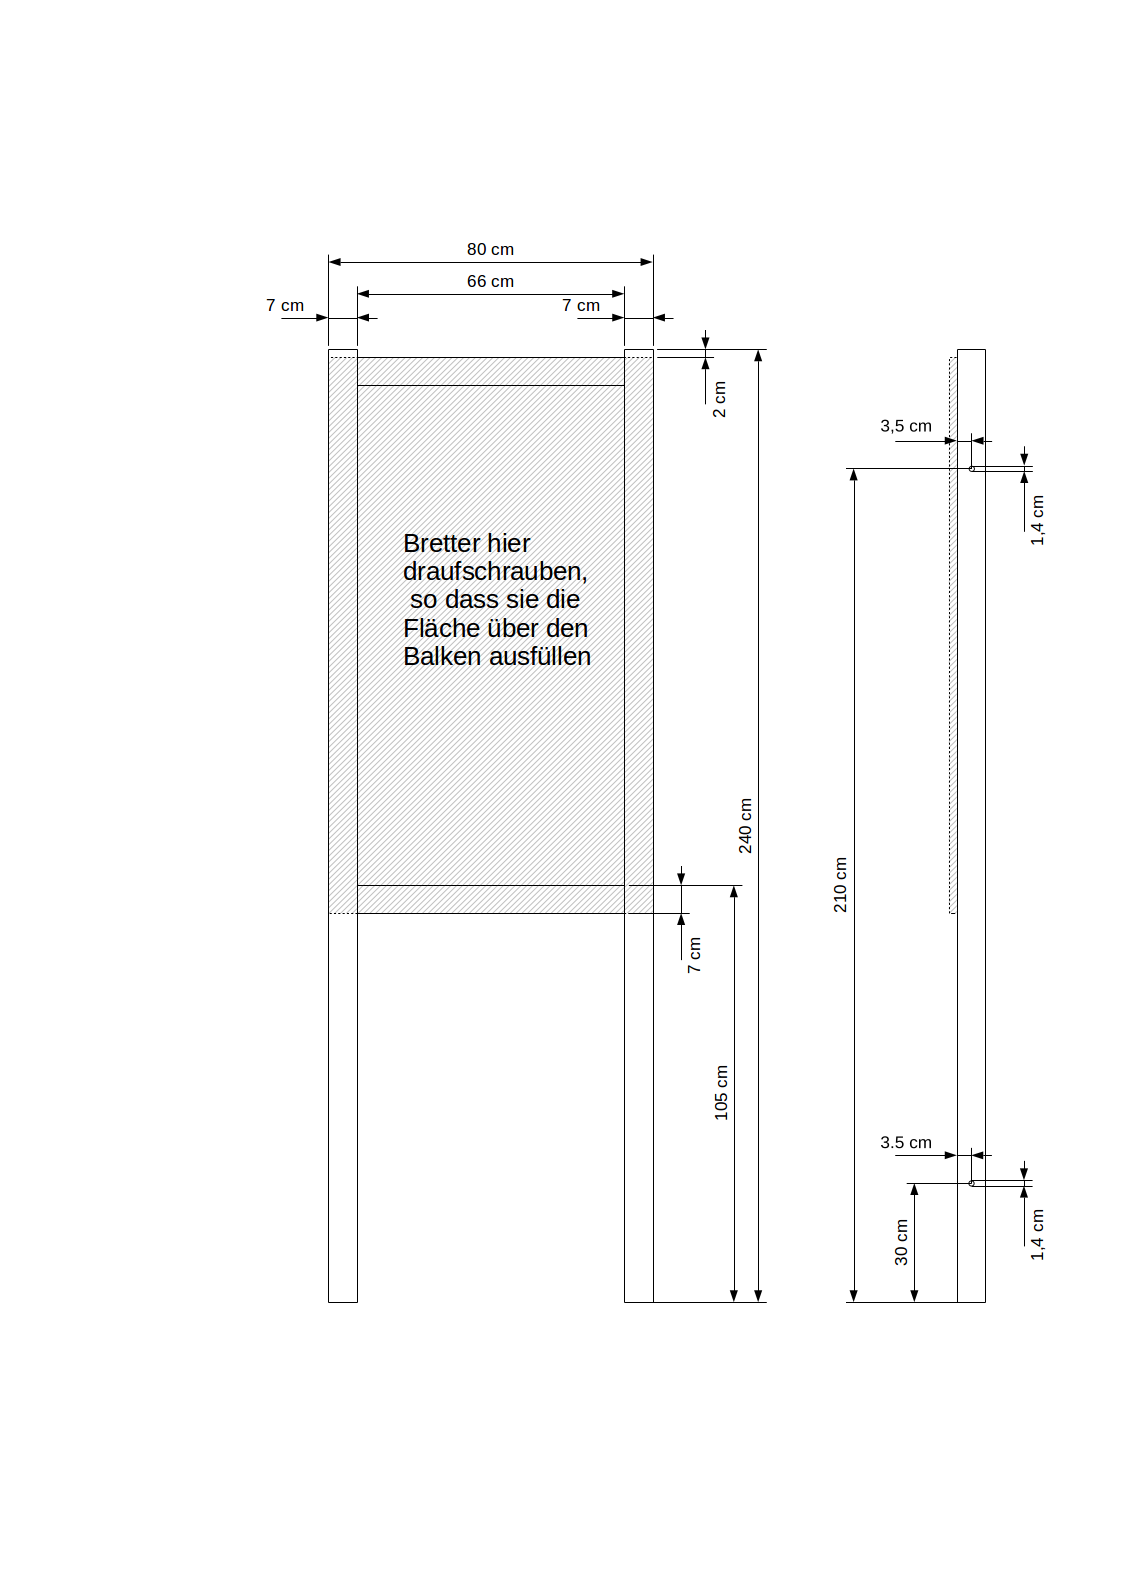 80 cm
66 cm
7 cm
7 cm
2 cm
3,5 cm
1,4 cm
Bretter hier
draufschrauben,
so dass sie die
Fläche über den
Balken ausfüllen
240 cm
210 cm
7 cm
105 cm
3.5 cm
30 cm
1,4 cm